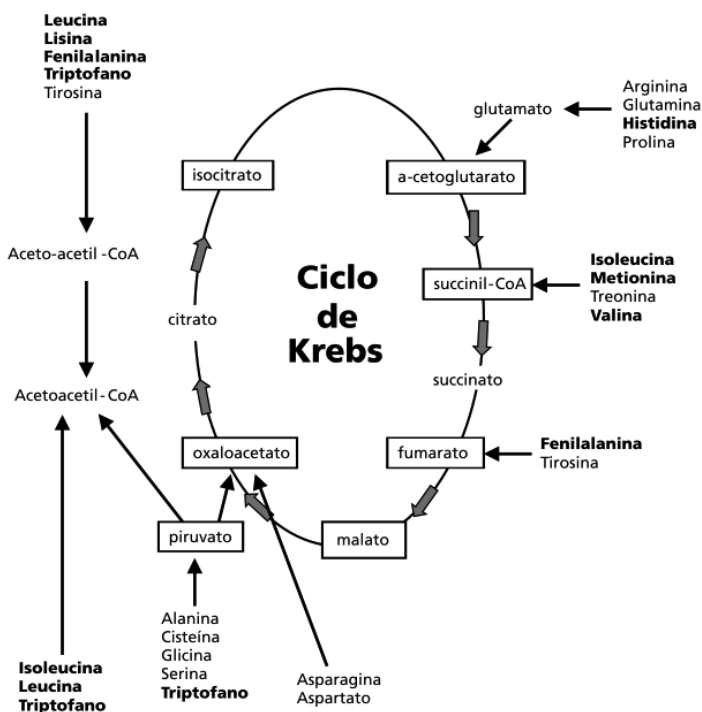 Leucina
Lisina
Fenilalanina
Triptofano
Tirosina
glutamato
Arginina
Glutamina
Histidina
Prolina
isocitrato
a-cetoglutarato
Aceto-acetil-CoA
Ciclo
de
Krebs
succinil-CoA
Isoleucina
Metionina
Treonina
Valina
citrato
succinato
Acetoacetil-CoA
oxaloacetato
fumarato
Fenilalanina
Tirosina
piruvato
malato
Alanina
Cisteína
Glicina
Serina
Triptofano
Isoleucina
Leucina
Triptofano
Asparagina
Aspartato